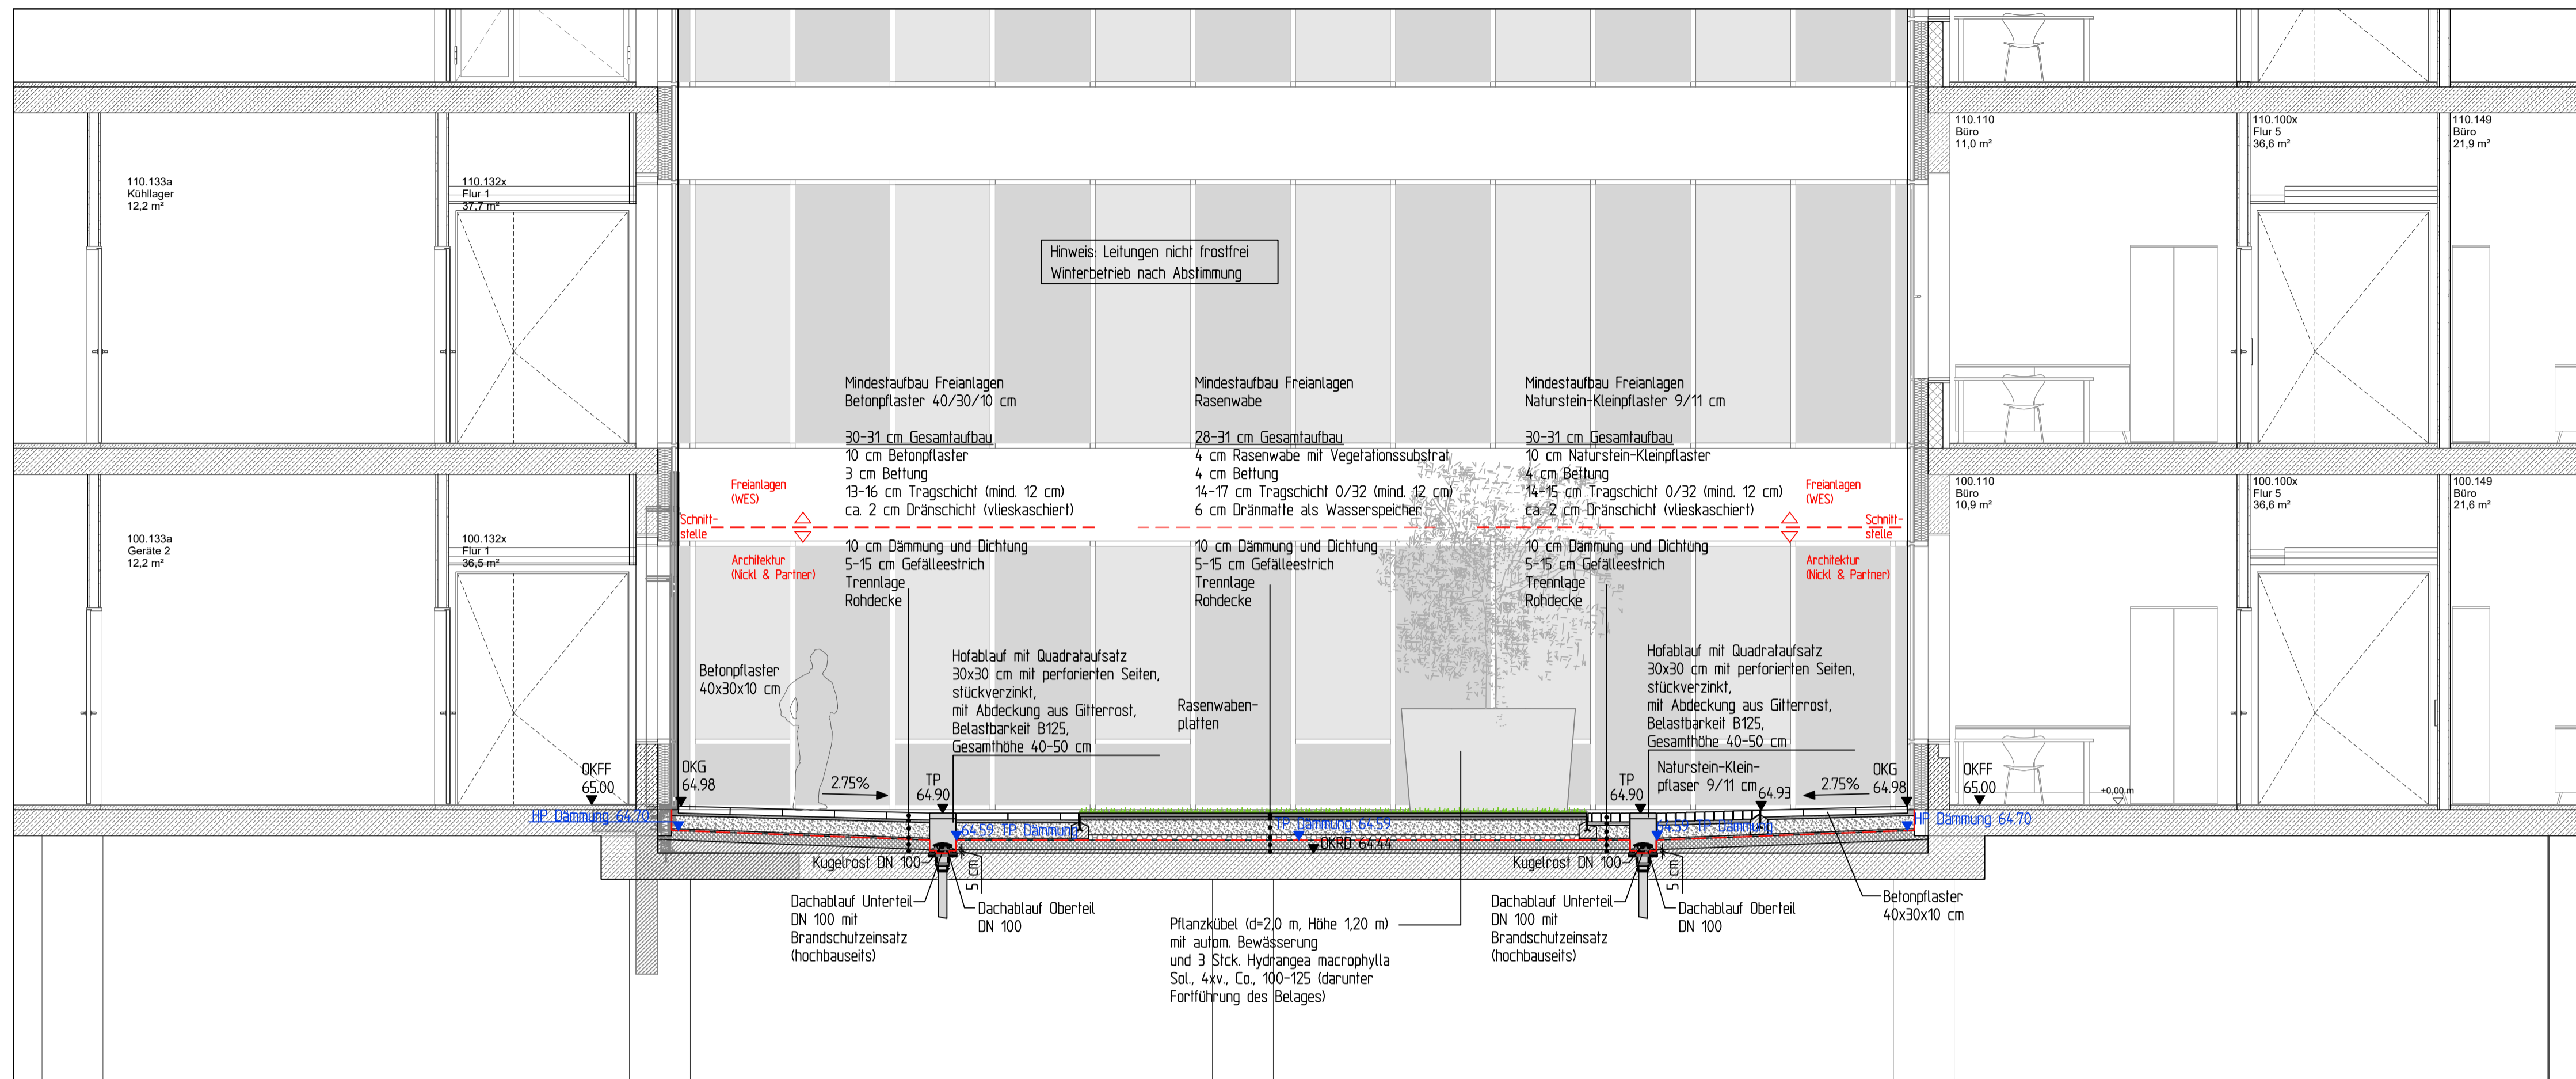 110.133a
Kühllager
12,2 m²
110.132x
Flur 1
37,7 m²
110.110
Büro
11,0 m²
110.100x
Flur 5
36,6 m²
110.149
Büro
21,9 m²
Hinweis: Leitungen nicht frostfrei
Winterbetrieb nach Abstimmung
Mindestaufbau Freianlagen
Betonpflaster 40/30/10 cm
30-31 cm Gesamtaufbau
10 cm Betonpflaster
3 cm Bettung
13-16 cm Tragschicht (mind. 12 cm)
ca. 2 cm Dränschicht (vlieskaschiert)
10 cm Dämmung und Dichtung
5-15 cm Gefälleestrich
Trennlage
Rohdecke
Mindestaufbau Freianlagen
Rasenwabe
28-31 cm Gesamtaufbau
4 cm Rasenwabe mit Vegetationssubstrat
4 cm Bettung
14-17 cm Tragschicht 0/32 (mind. 12 cm)
6 cm Dränmatte als Wasserspeicher
10 cm Dämmung und Dichtung
5-15 cm Gefälleestrich
Trennlage
Rohdecke
Mindestaufbau Freianlagen
Naturstein-Kleinpflaster 9/11 cm
30-31 cm Gesamtaufbau
10 cm Naturstein-Kleinpflaster
4 cm Bettung
14-15 cm Tragschicht 0/32 (mind. 12 cm)
ca. 2 cm Dränschicht (vlieskaschiert)
10 cm Dämmung und Dichtung
5-15 cm Gefälleestrich
Trennlage
Rohdecke
Freianlagen
(WES)
Schnitt-
stelle
Architektur
(Nickl & Partner)
Freianlagen
(WES)
Schnitt-
stelle
Architektur
(Nickl & Partner)
100.133a
Geräte 2
12,2 m²
100.132x
Flur 1
36,5 m²
100.110
Büro
10,9 m²
100.100x
Flur 5
36,6 m²
100.149
Büro
21,6 m²
Betonpflaster
40x30x10 cm
Hofablauf mit Quadrataufsatz
30x30 cm mit perforierten Seiten,
stückverzinkt,
mit Abdeckung aus Gitterrost,
Belastbarkeit B125,
Gesamthöhe 40-50 cm
Rasenwaben-
platten
Hofablauf mit Quadrataufsatz
30x30 cm mit perforierten Seiten,
stückverzinkt,
mit Abdeckung aus Gitterrost,
Belastbarkeit B125,
Gesamthöhe 40-50 cm
Naturstein-Klein-
pflaser 9/11 cm
OKFF
65.00
OKG
64.98
2.75%
TP
64.90
TP
64.90
64.93
2.75%
OKG
64.98
OKFF
65.00
+0,00 m
HP Dämmung 64.70
64.59 TP Dämmung
TP Dämmung 64.59
64.59 TP Dämmung
HP Dämmung 64.70
OKRD 64.44
Kugelrost DN 100
5 cm
Kugelrost DN 100
5 cm
Dachablauf Unterteil
DN 100 mit
Brandschutzeinsatz
(hochbauseits)
Dachablauf Oberteil
DN 100
Pflanzkübel (d=2,0 m, Höhe 1,20 m)
mit autom. Bewässerung
und 3 Stck. Hydrangea macrophylla
Sol., 4xv., Co., 100-125 (darunter
Fortführung des Belages)
Dachablauf Unterteil
DN 100 mit
Brandschutzeinsatz
(hochbauseits)
Dachablauf Oberteil
DN 100
Betonpflaster
40x30x10 cm